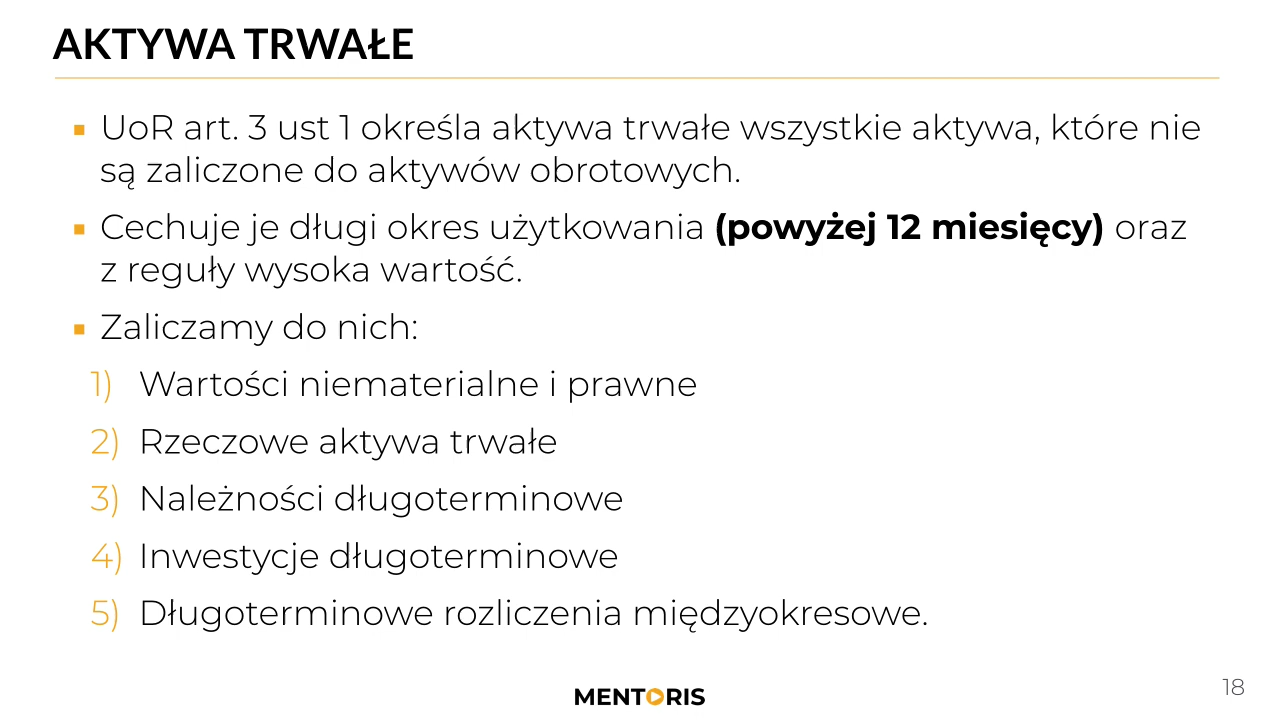 AKTYWA TRWAŁE
UoR art. 3 ust 1 określa aktywa trwałe wszystkie aktywa, które nie
są zaliczone do aktywów obrotowych.
Cechuje je długi okres użytkowania (powyżej 12 miesięcy) oraz
z reguły wysoka wartość.
Zaliczamy do nich:
1) Wartości niematerialne i prawne
2) Rzeczowe aktywa trwałe
3) Należności długoterminowe
4) Inwestycje długoterminowe
5) Długoterminowe rozliczenia międzyokresowe.
MENTORIS
18